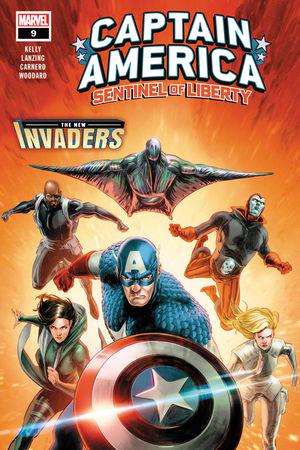 MARVEL
9
KELLY
LANZING
CARNERO
WOODARD
CAPTAIN
AMERICA
SENTINEL OF LIBERTY
THE NEW
INVADERS